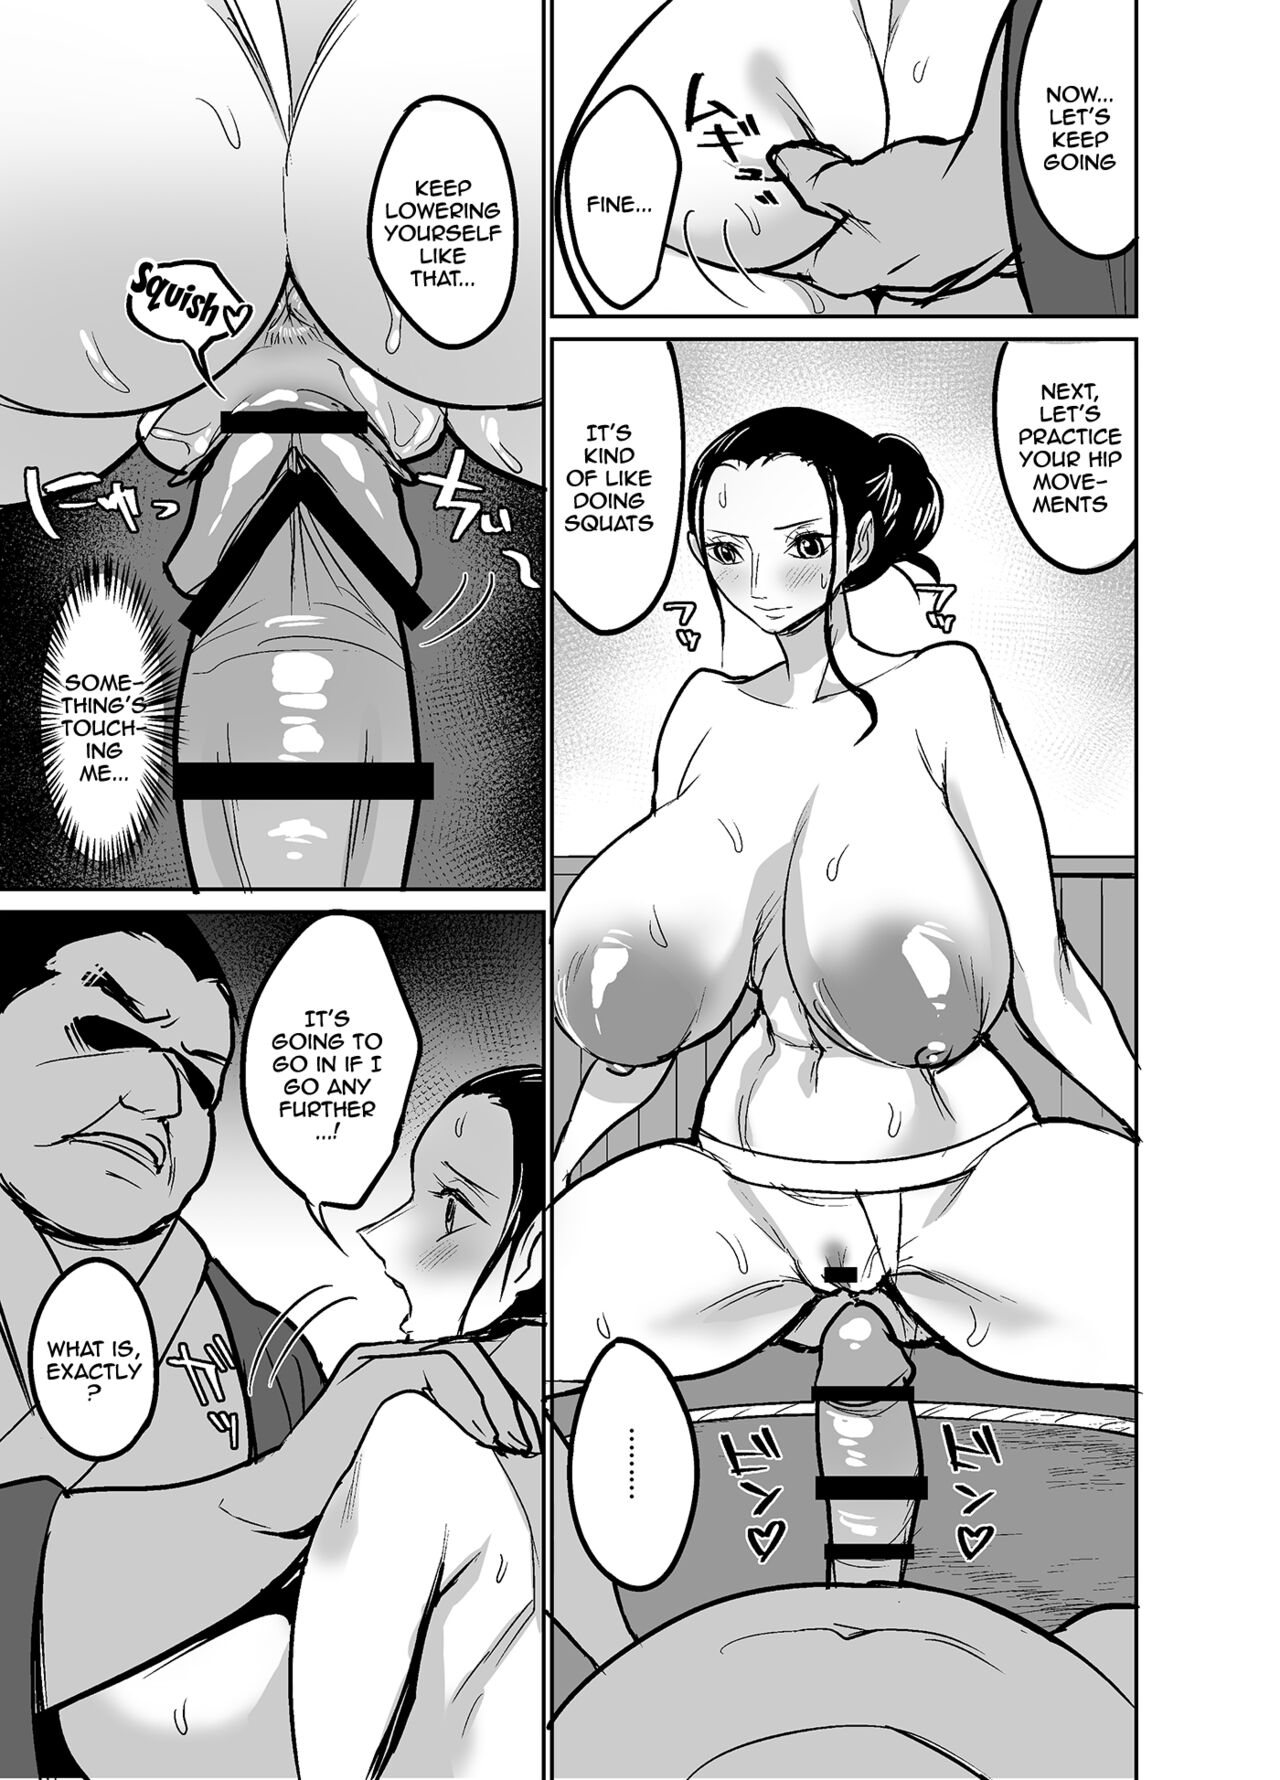 NOW...
LET'S
KEEP
GOING
FINE...
NEXT,
LET'S
PRACTICE
YOUR HIP
MOVE-
MENTS
IT'S
KIND
OF LIKE
DOING
SQUATS
..........
KEEP
LOWERING
YOURSELF
LIKE
THAT...
Squish♡
SOME-
THING'S
TOUCH-
ING
ME...
IT'S
GOING TO
GO IN IF I
GO ANY
FURTHER
...!
WHAT IS,
EXACTLY
?